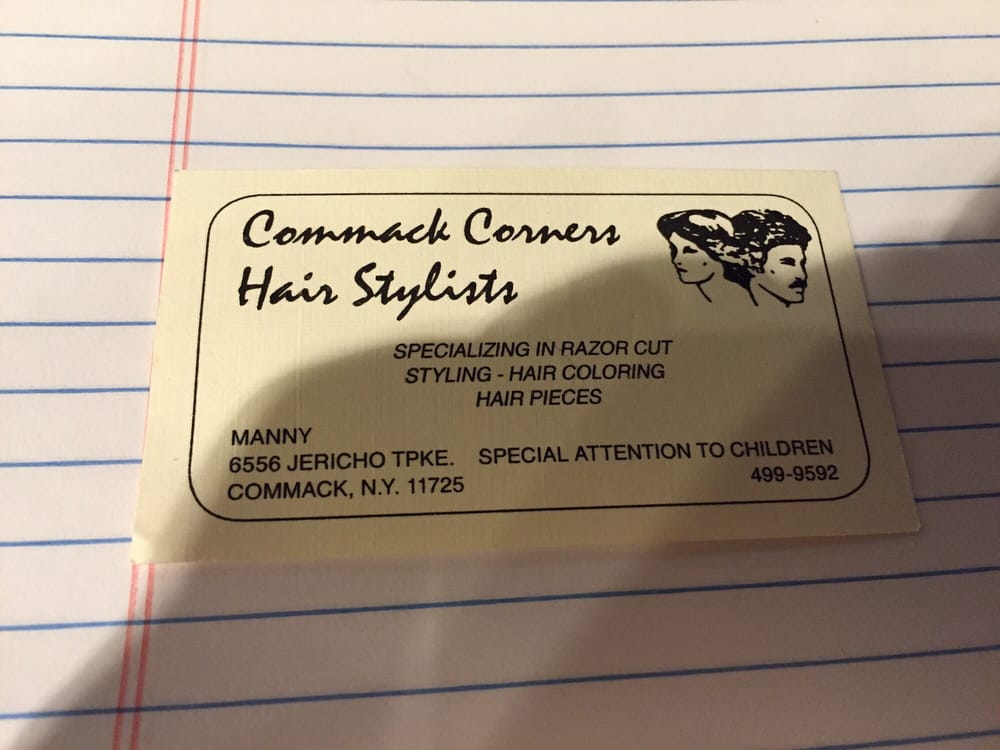 Commack Corners
Hair Stylists
SPECIALIZING IN RAZOR CUT
STYLING - HAIR COLORING
HAIR PIECES
MANNY
6556 JERICHO TPKE. SPECIAL ATTENTION TO CHILDREN
COMMACK, N.Y. 11725 499-9592